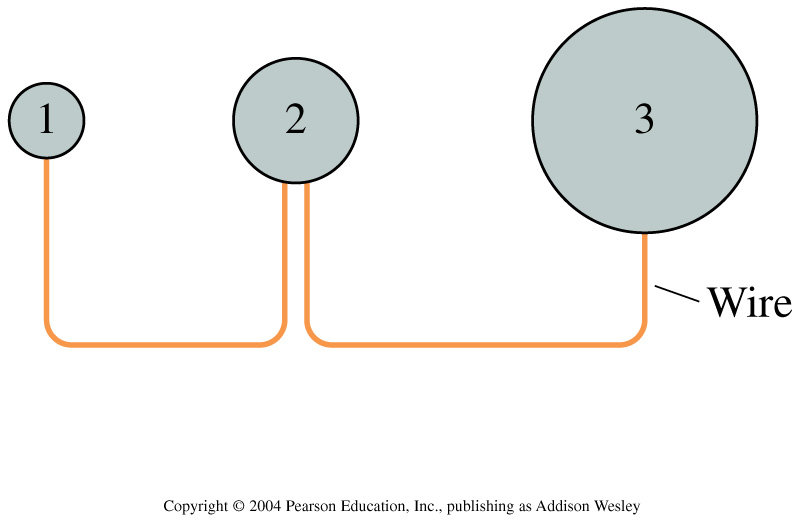 1
2
3
Wire
Copyright © 2004 Pearson Education, Inc., publishing as Addison Wesley